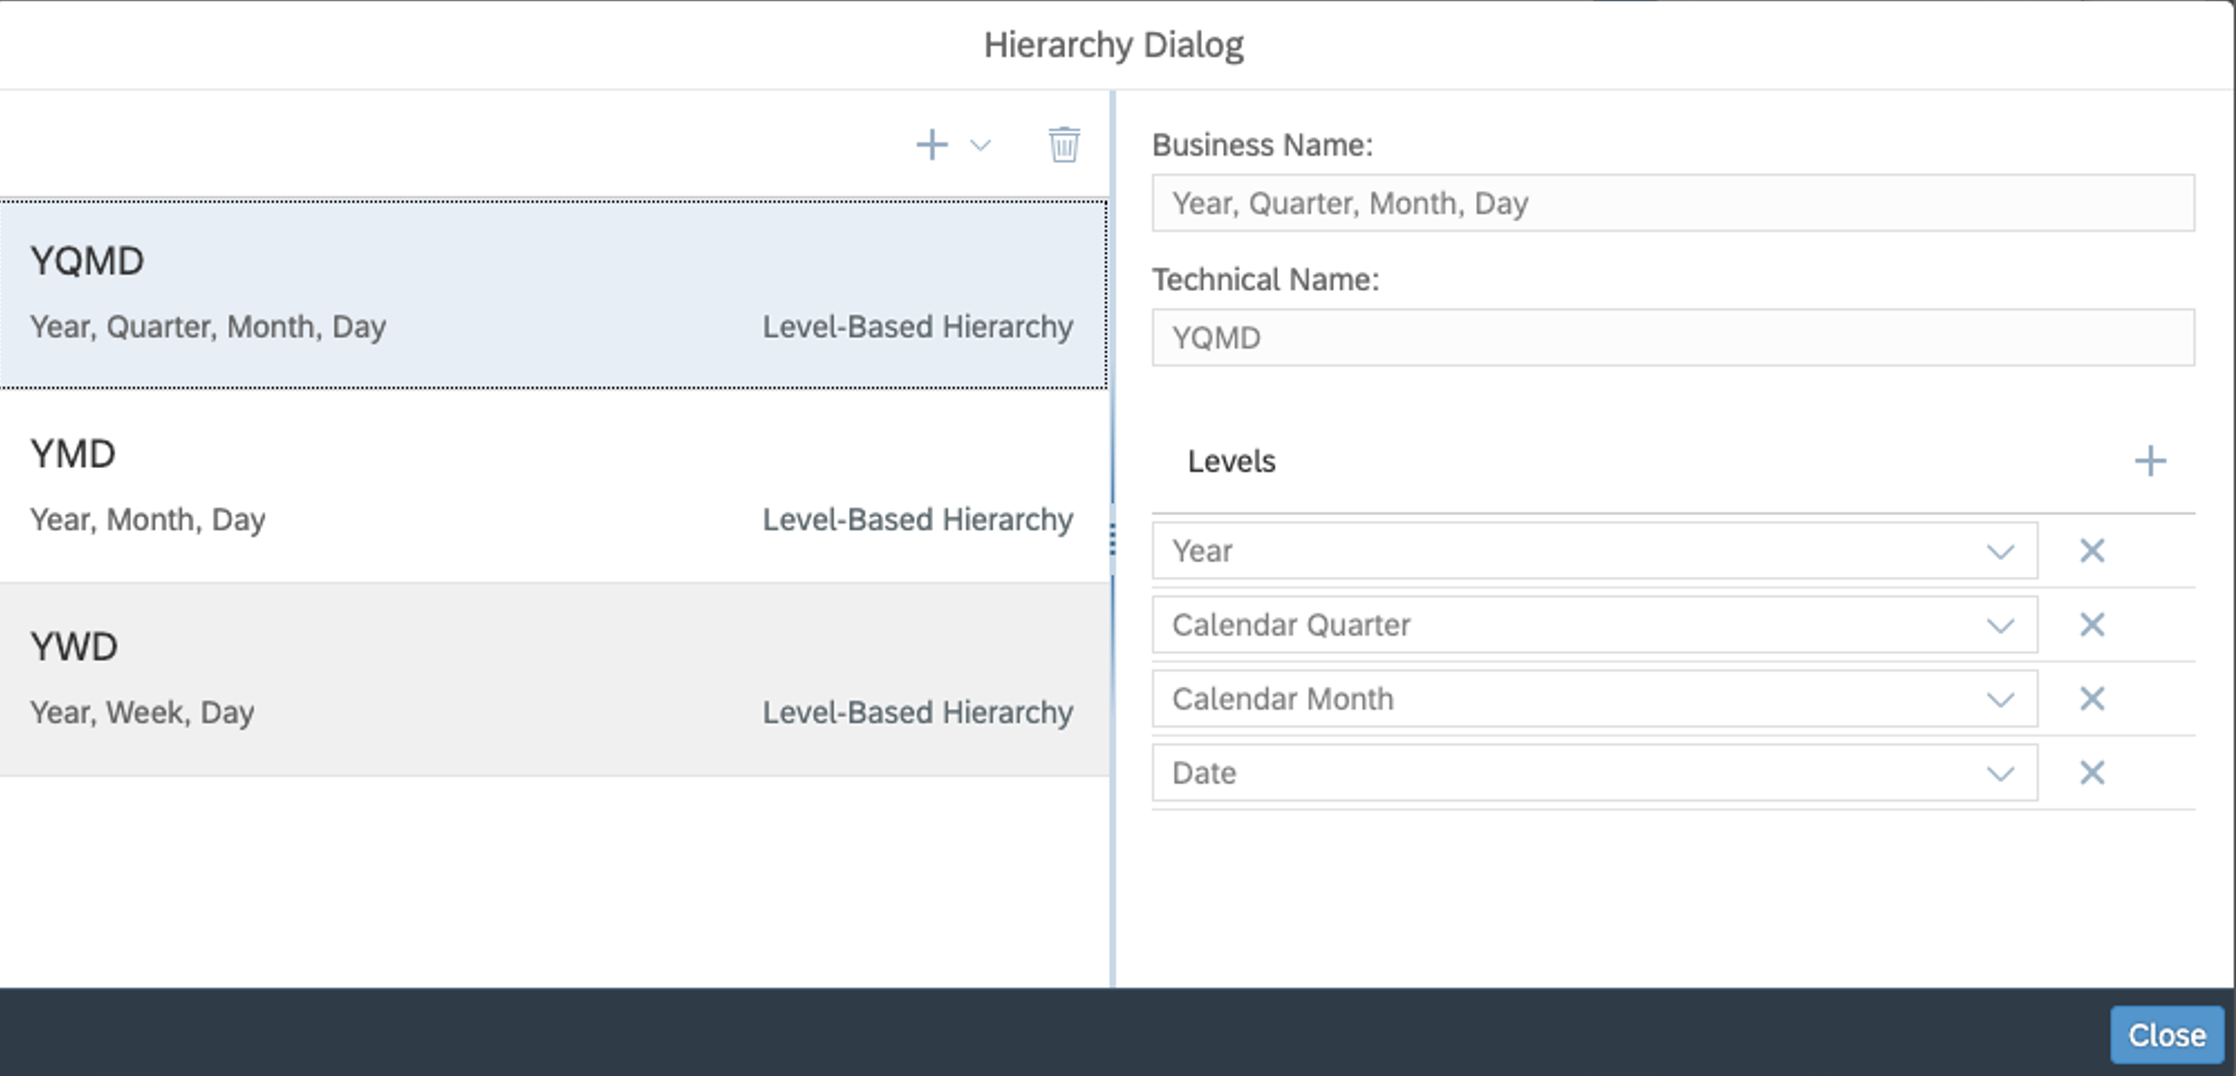 Hierarchy Dialog
YQMD
Year, Quarter, Month, Day
Level-Based Hierarchy
YMD
Year, Month, Day
Level-Based Hierarchy
YWD
Year, Week, Day
Level-Based Hierarchy
Business Name:
Year, Quarter, Month, Day
Technical Name:
YQMD
Levels
Year
Calendar Quarter
Calendar Month
Date
Close